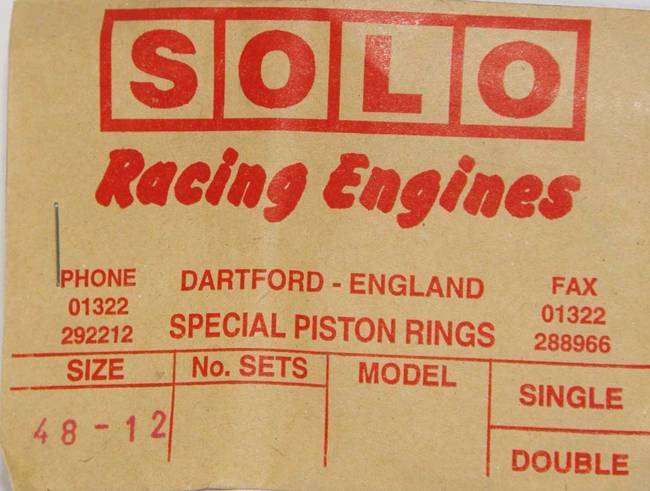 SOLO
Racing Engines
PHONE DARTFORD - ENGLAND FAX
01322 01322
292212 SPECIAL PISTON RINGS 288966
SIZE No. SETS MODEL SINGLE
48-12
DOUBLE